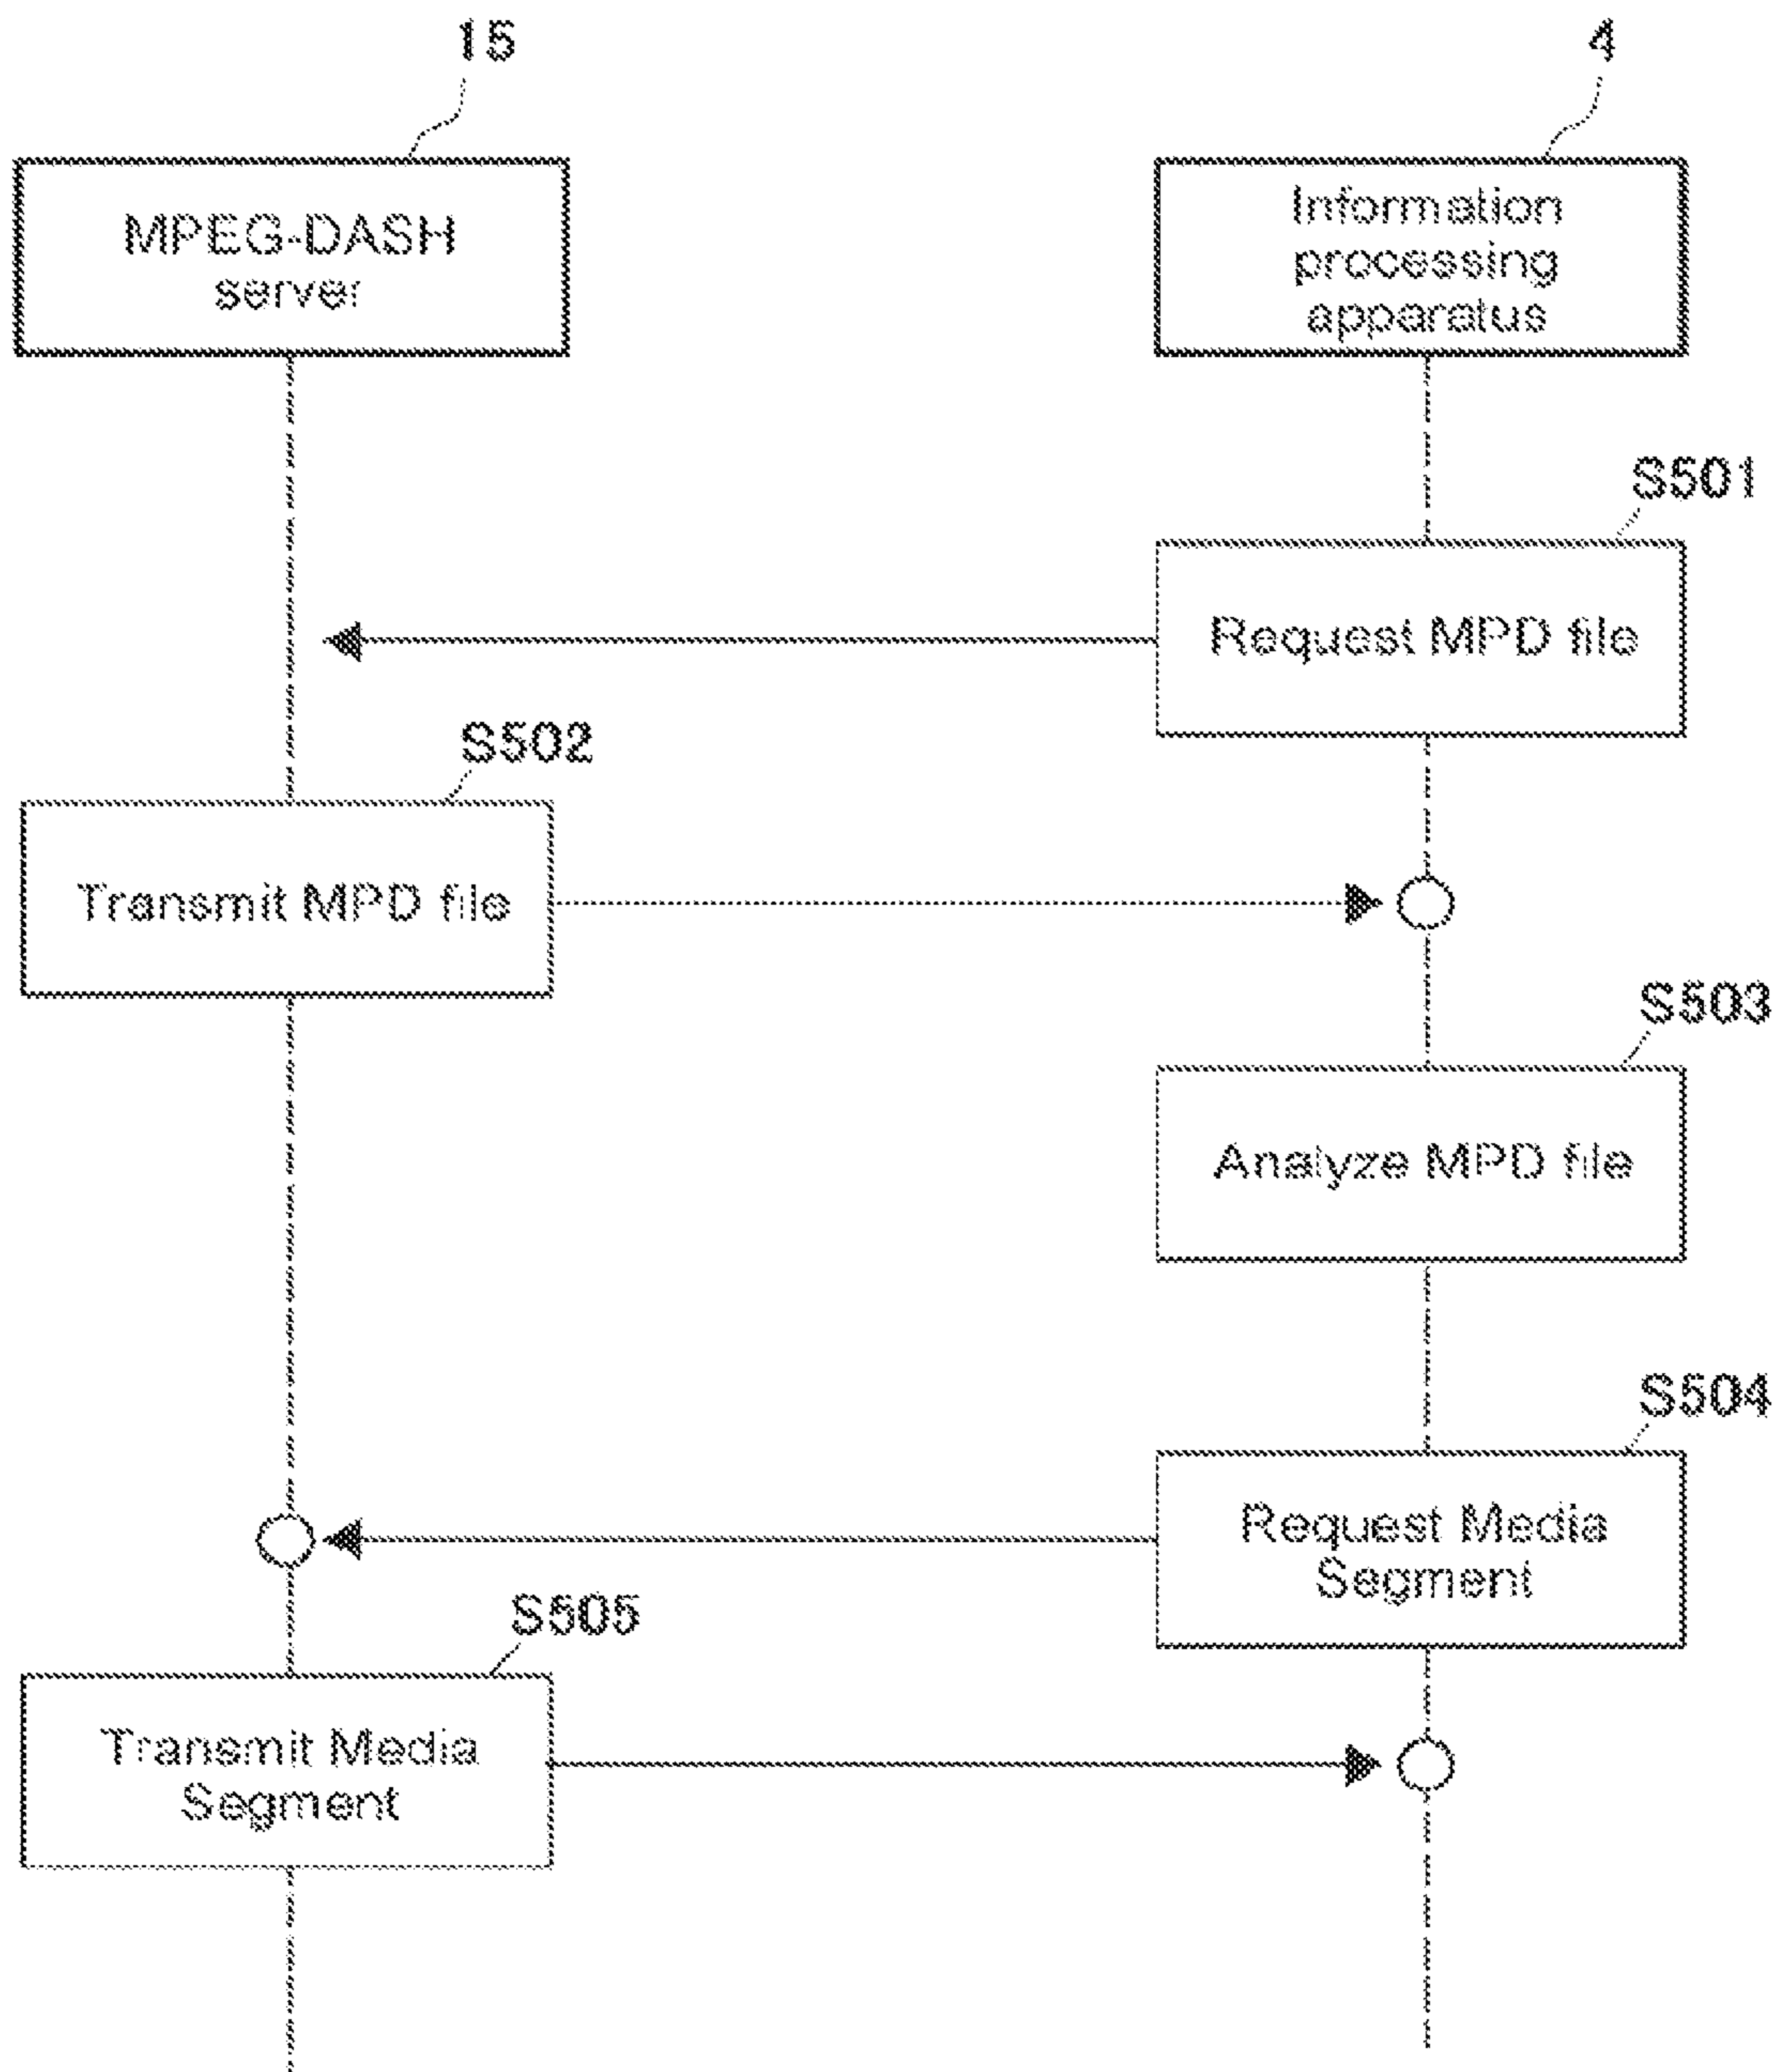 15
4
MPEG-DASH
server
Information
processing
apparatus
S501
Request MPD file
S502
Transmit MPD file
S503
Analyze MPD file
S504
Request Media
Segment
S505
Transmit Media
Segment